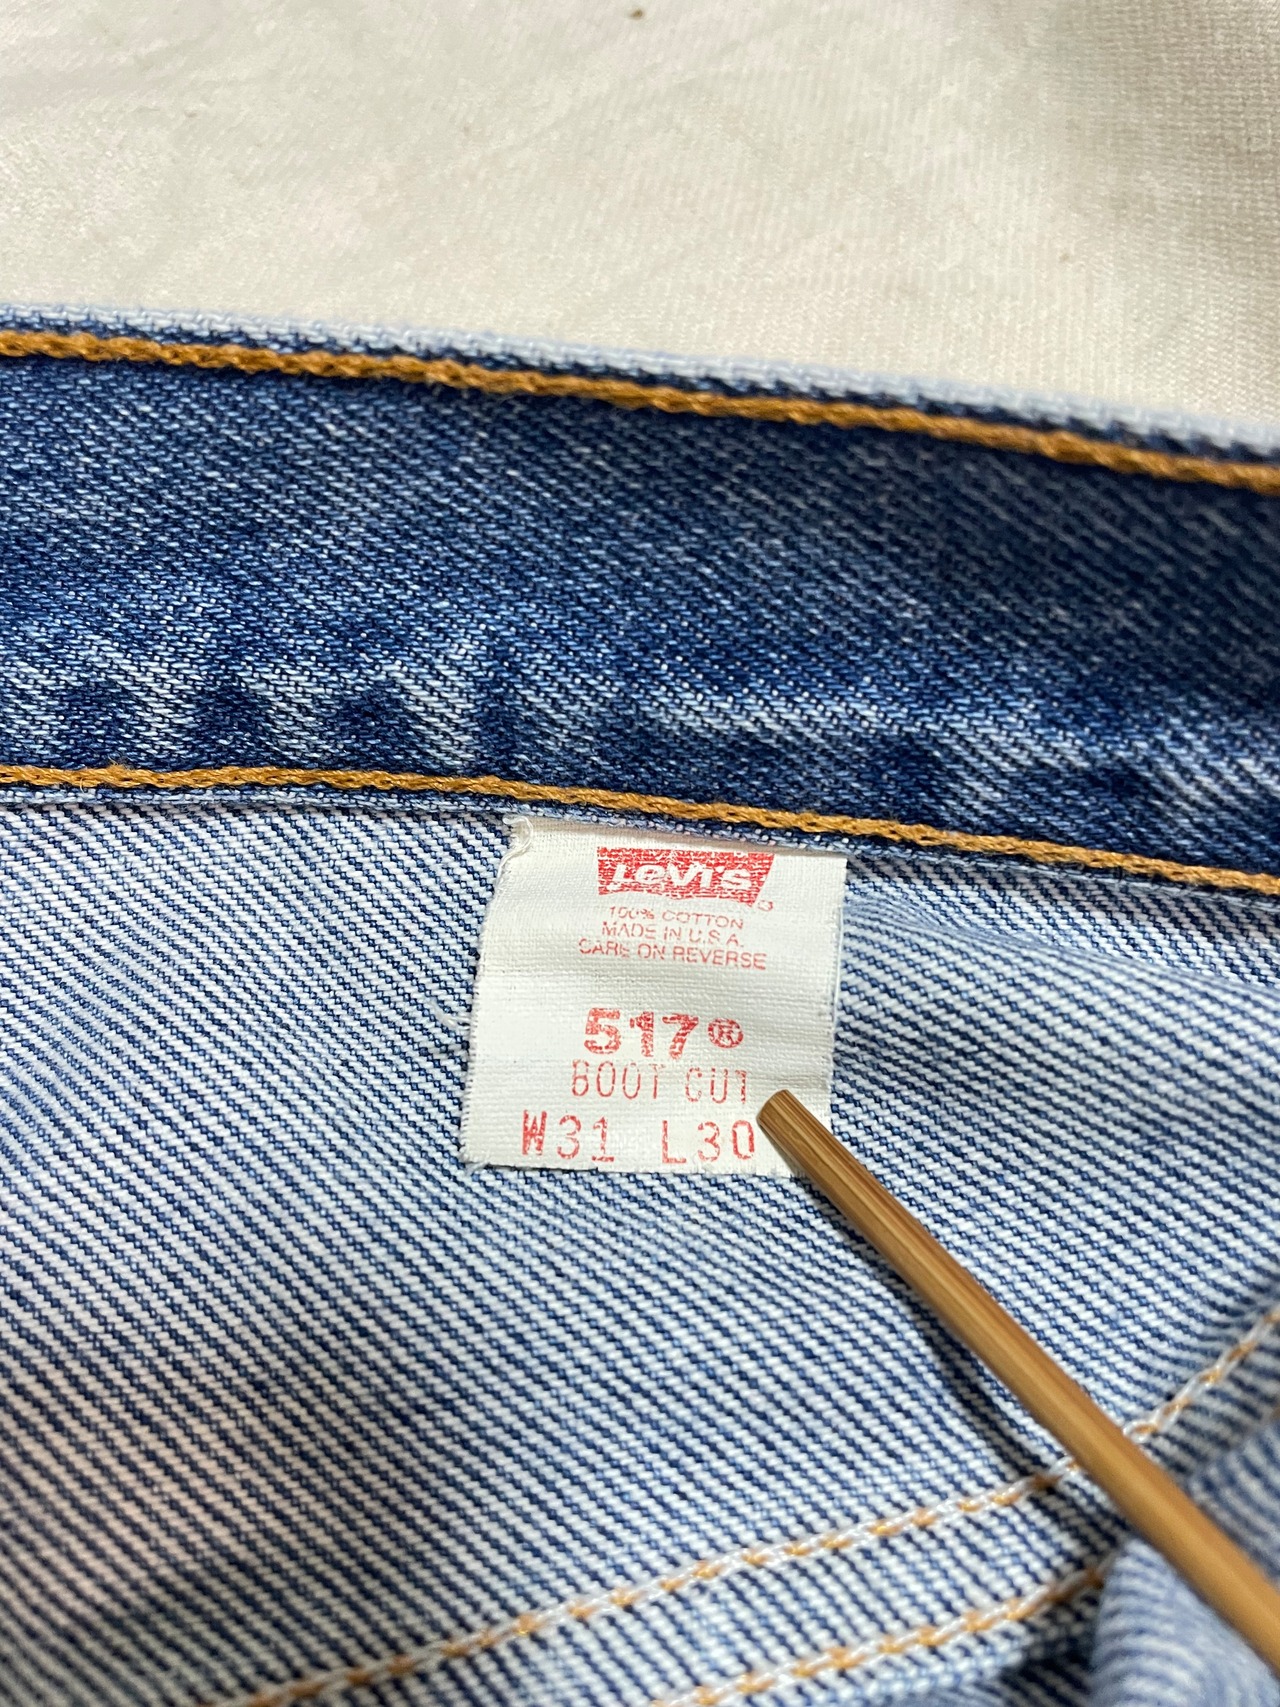 Levi's
100% COTTON
MADE IN U.S.A.
CARE ON REVERSE
517®
BOOT CUT
W31 L30